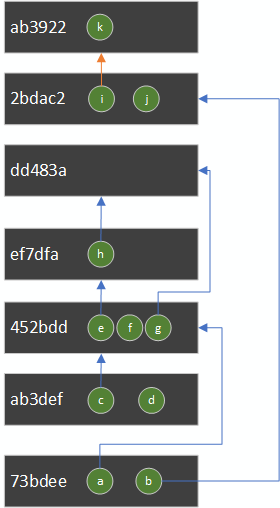 ab3922 k
2bdac2 i j
dd483a
ef7dfa h
452bdd e f g
ab3def c d
73bdee a b